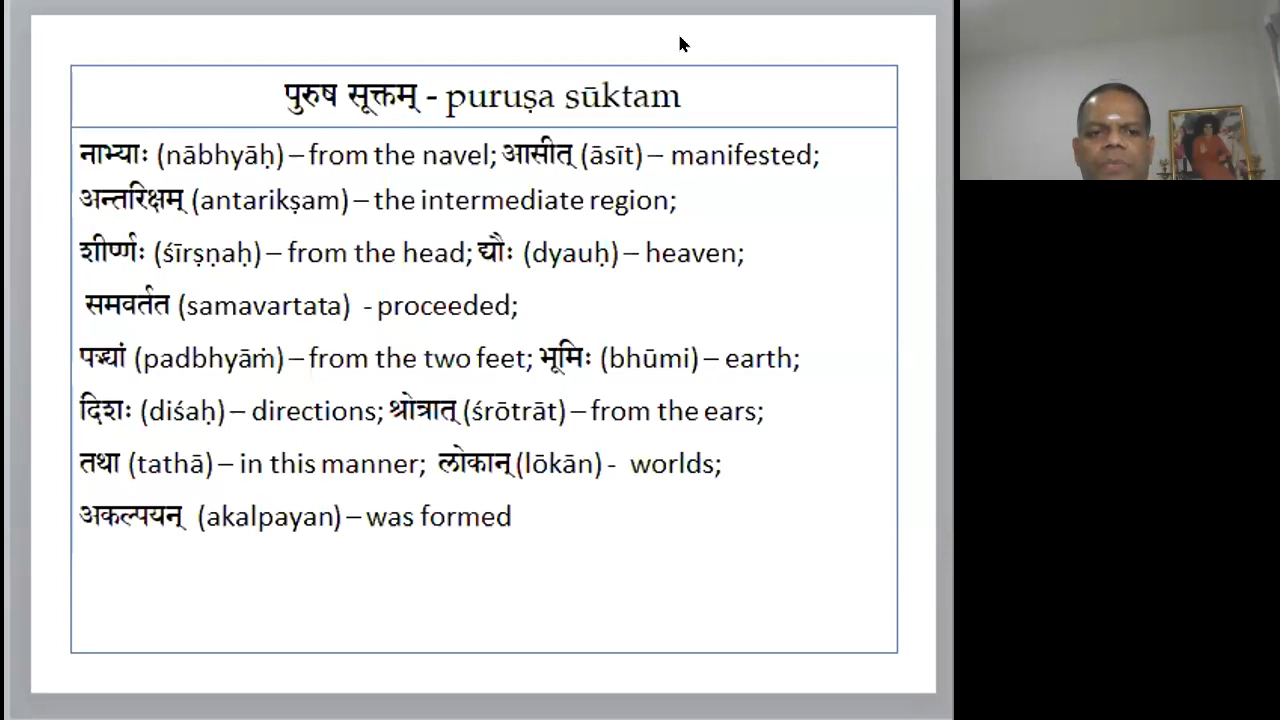 पुरुष सूक्तम् - puruṣa sūktam
नाभ्याः (nābhyāḥ) – from the navel; आसीत् (āsīt) – manifested;
अन्तरिक्षम् (antarikṣam) – the intermediate region;
शीर्ष्णः (śīrṣṇaḥ) – from the head; द्यौः (dyauḥ) – heaven;
समवर्तत (samavartata) - proceeded;
पद्भ्यां (padbhyāṁ) – from the two feet; भूमिः (bhūmi) – earth;
दिशः (diśaḥ) – directions; श्रोत्रात् (śrōtrāt) – from the ears;
तथा (tathā) – in this manner; लोकान् (lōkān) - worlds;
अकल्पयन् (akalpayan) – was formed